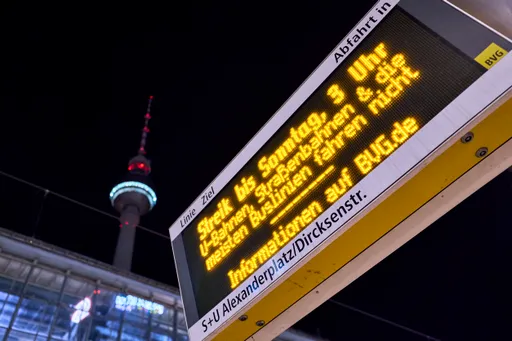 Linie Ziel Abfahrt in
BVG
Streik bis Sonntag, 3 Uhr
U-Bahnen, Straßenbahnen & die
meisten Buslinien fahren nicht
Informationen auf BVG.de
S+U Alexanderplatz/Dircksenstr.